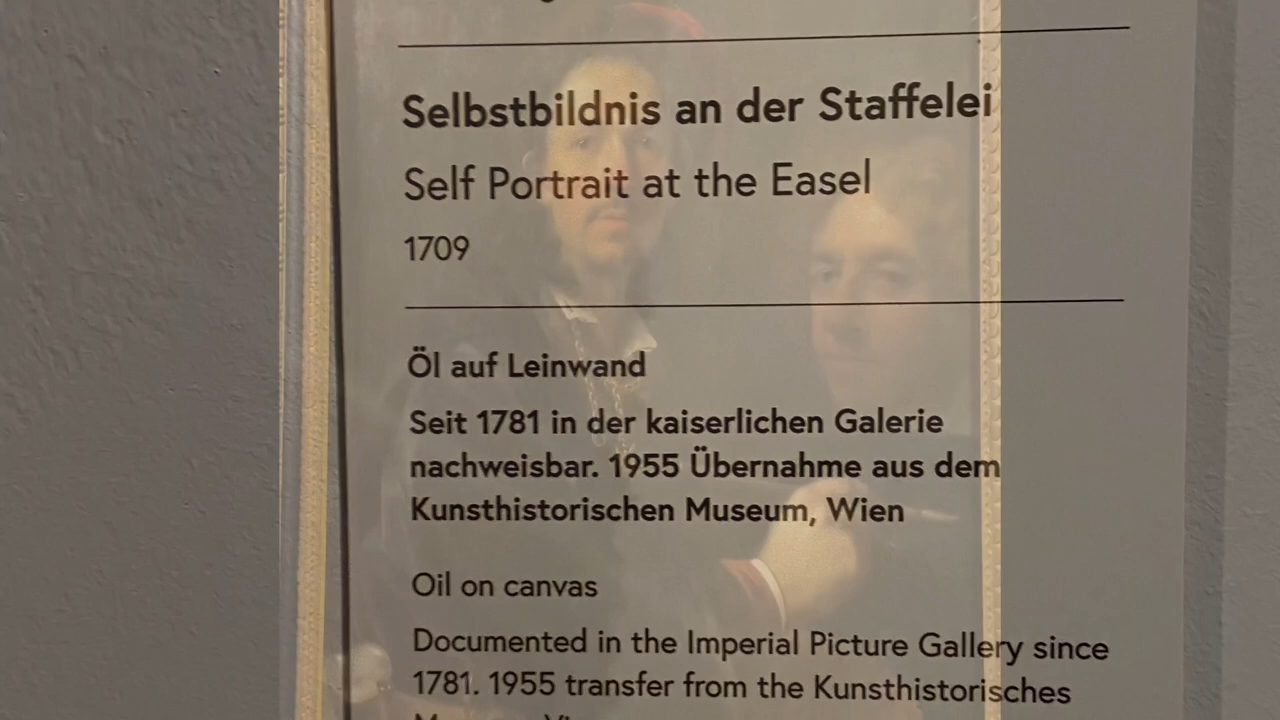 Selbstbildnis an der Staffelei
Self Portrait at the Easel
1709
Öl auf Leinwand
Seit 1781 in der kaiserlichen Galerie
nachweisbar. 1955 Übernahme aus dem
Kunsthistorischen Museum, Wien
Oil on canvas
Documented in the Imperial Picture Gallery since
1781. 1955 transfer from the Kunsthistorisches